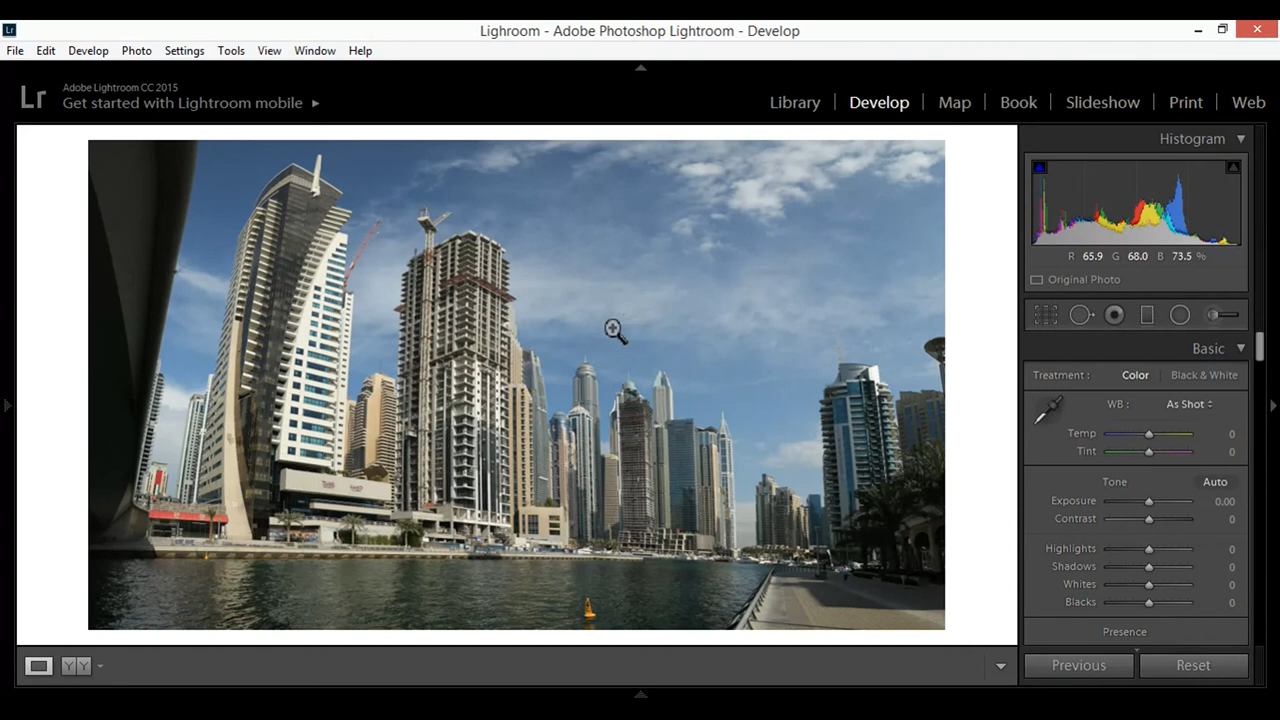 Lr
Lighroom - Adobe Photoshop Lightroom - Develop
File Edit Develop Photo Settings Tools View Window Help
Lr
Adobe Lightroom CC 2015
Get started with Lightroom mobile
Library | Develop | Map | Book | Slideshow | Print | Web
Histogram
R 65.9 G 68.0 B 73.5 %
Original Photo
Basic
Treatment : Color | Black & White
WB : As Shot
Temp 0
Tint 0
Tone Auto
Exposure 0.00
Contrast 0
Highlights 0
Shadows 0
Whites 0
Blacks 0
Presence
YY
Previous Reset